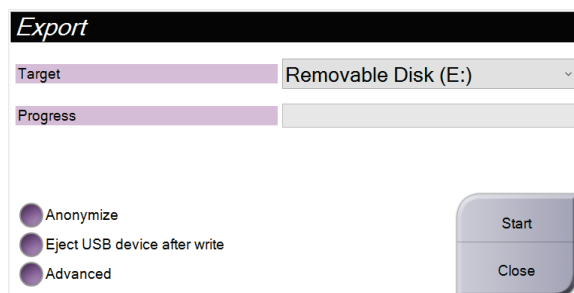 Export
Target
Removable Disk (E:)
Progress
Anonymize
Eject USB device after write
Advanced
Start
Close